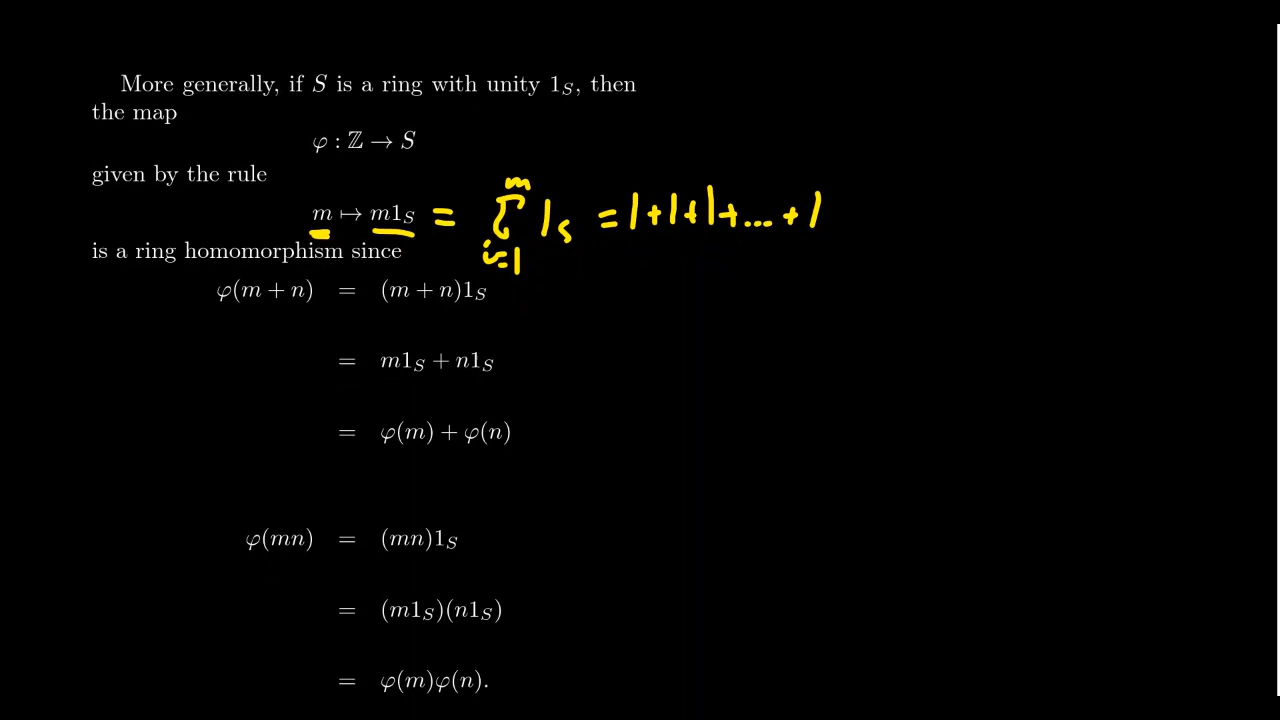 More generally, if S is a ring with unity 1_S, then
the map
φ : ℤ → S
given by the rule
m ↦ m1_S = ∑_{i=1}^{m} 1_S = 1+1+1+...+1
is a ring homomorphism since
φ(m + n) = (m + n)1_S
= m1_S + n1_S
= φ(m) + φ(n)
φ(mn) = (mn)1_S
= (m1_S)(n1_S)
= φ(m)φ(n).